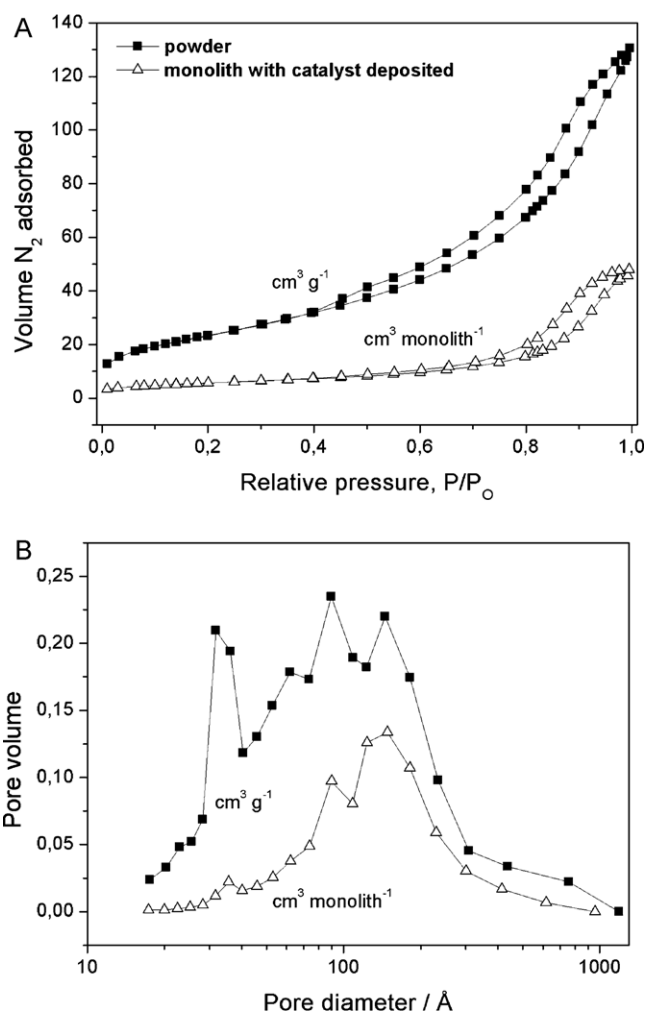 A
140
120
100
80
60
40
20
0
Volume N₂ adsorbed
powder
monolith with catalyst deposited
cm³ g⁻¹
cm³ monolith⁻¹
0,0 0,2 0,4 0,6 0,8 1,0
Relative pressure, P/P_O
B
0,25
0,20
0,15
0,10
0,05
0,00
Pore volume
cm³ g⁻¹
cm³ monolith⁻¹
10 100 1000
Pore diameter / Å